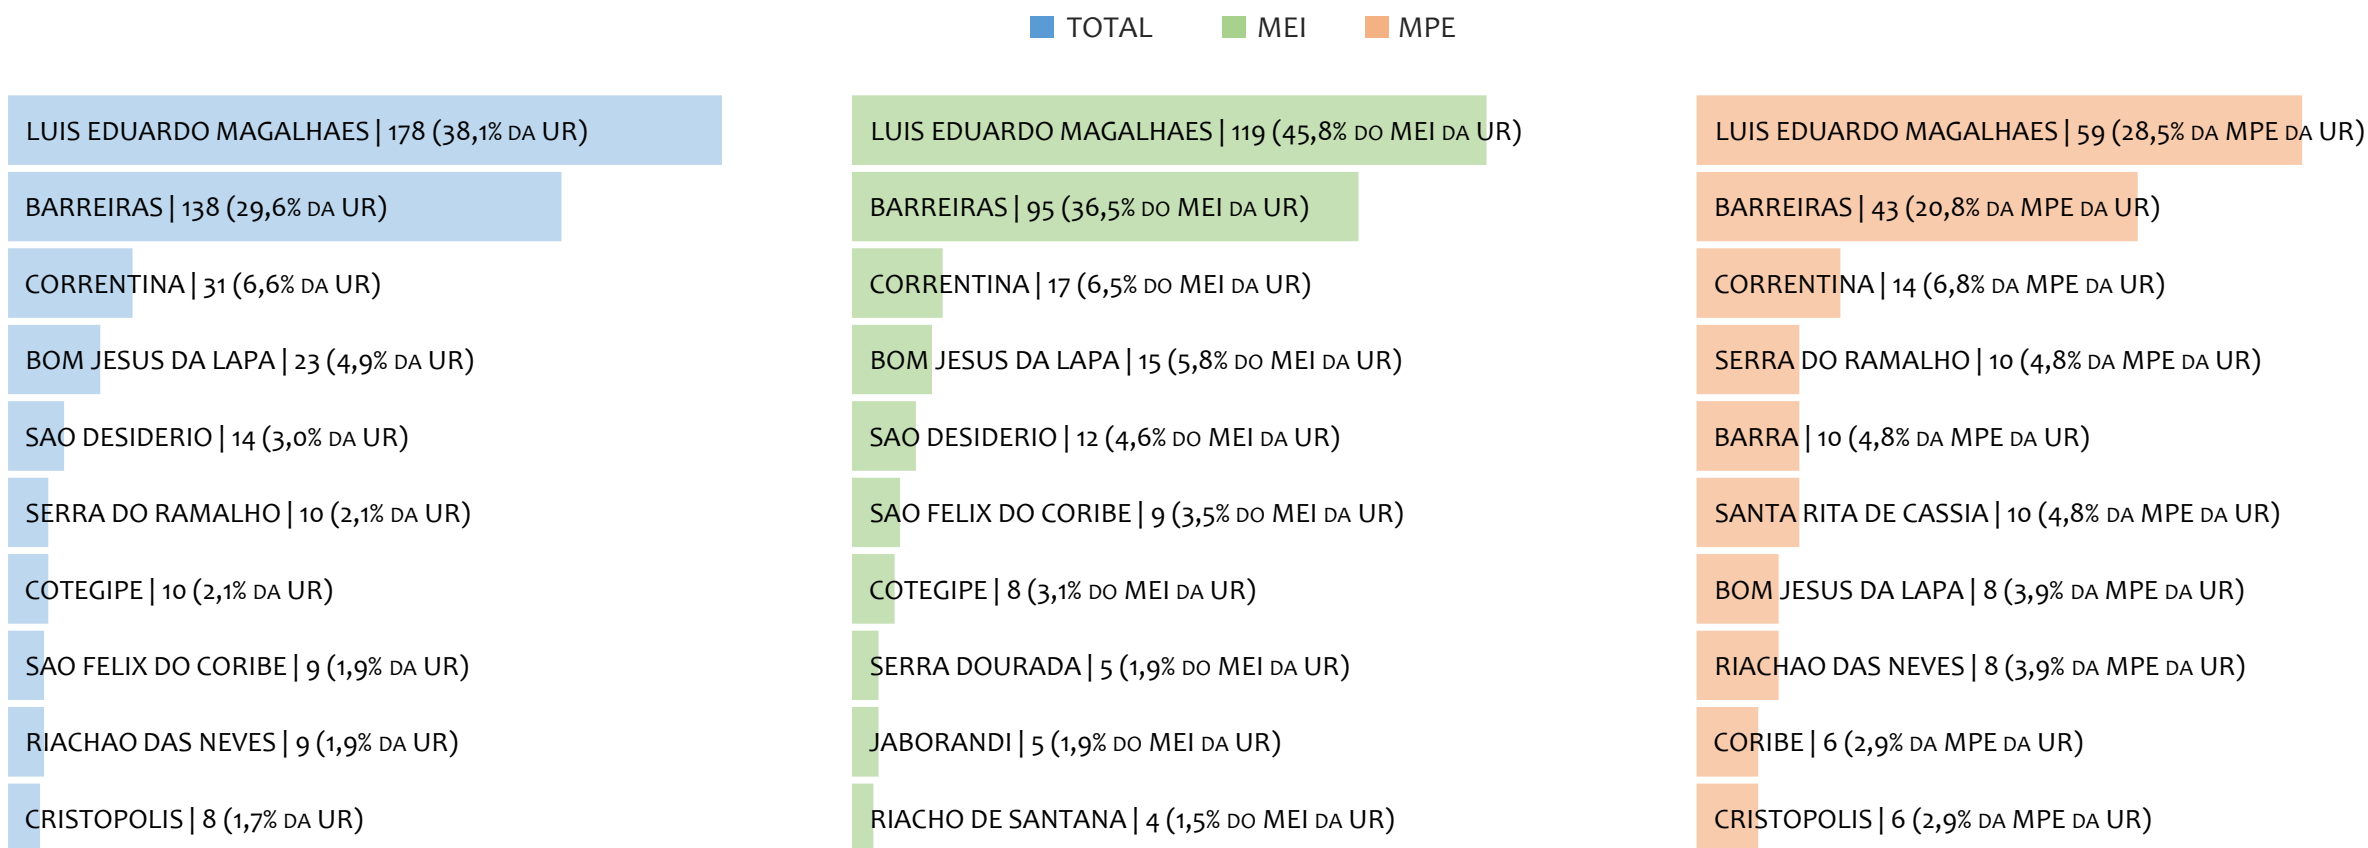 TOTAL MEI MPE
LUIS EDUARDO MAGALHAES | 178 (38,1% DA UR)
BARREIRAS | 138 (29,6% DA UR)
CORRENTINA | 31 (6,6% DA UR)
BOM JESUS DA LAPA | 23 (4,9% DA UR)
SAO DESIDERIO | 14 (3,0% DA UR)
SERRA DO RAMALHO | 10 (2,1% DA UR)
COTEGIPE | 10 (2,1% DA UR)
SAO FELIX DO CORIBE | 9 (1,9% DA UR)
RIACHAO DAS NEVES | 9 (1,9% DA UR)
CRISTOPOLIS | 8 (1,7% DA UR)
LUIS EDUARDO MAGALHAES | 119 (45,8% DO MEI DA UR)
BARREIRAS | 95 (36,5% DO MEI DA UR)
CORRENTINA | 17 (6,5% DO MEI DA UR)
BOM JESUS DA LAPA | 15 (5,8% DO MEI DA UR)
SAO DESIDERIO | 12 (4,6% DO MEI DA UR)
SAO FELIX DO CORIBE | 9 (3,5% DO MEI DA UR)
COTEGIPE | 8 (3,1% DO MEI DA UR)
SERRA DOURADA | 5 (1,9% DO MEI DA UR)
JABORANDI | 5 (1,9% DO MEI DA UR)
RIACHO DE SANTANA | 4 (1,5% DO MEI DA UR)
LUIS EDUARDO MAGALHAES | 59 (28,5% DA MPE DA UR)
BARREIRAS | 43 (20,8% DA MPE DA UR)
CORRENTINA | 14 (6,8% DA MPE DA UR)
SERRA DO RAMALHO | 10 (4,8% DA MPE DA UR)
BARRA | 10 (4,8% DA MPE DA UR)
SANTA RITA DE CASSIA | 10 (4,8% DA MPE DA UR)
BOM JESUS DA LAPA | 8 (3,9% DA MPE DA UR)
RIACHAO DAS NEVES | 8 (3,9% DA MPE DA UR)
CORIBE | 6 (2,9% DA MPE DA UR)
CRISTOPOLIS | 6 (2,9% DA MPE DA UR)